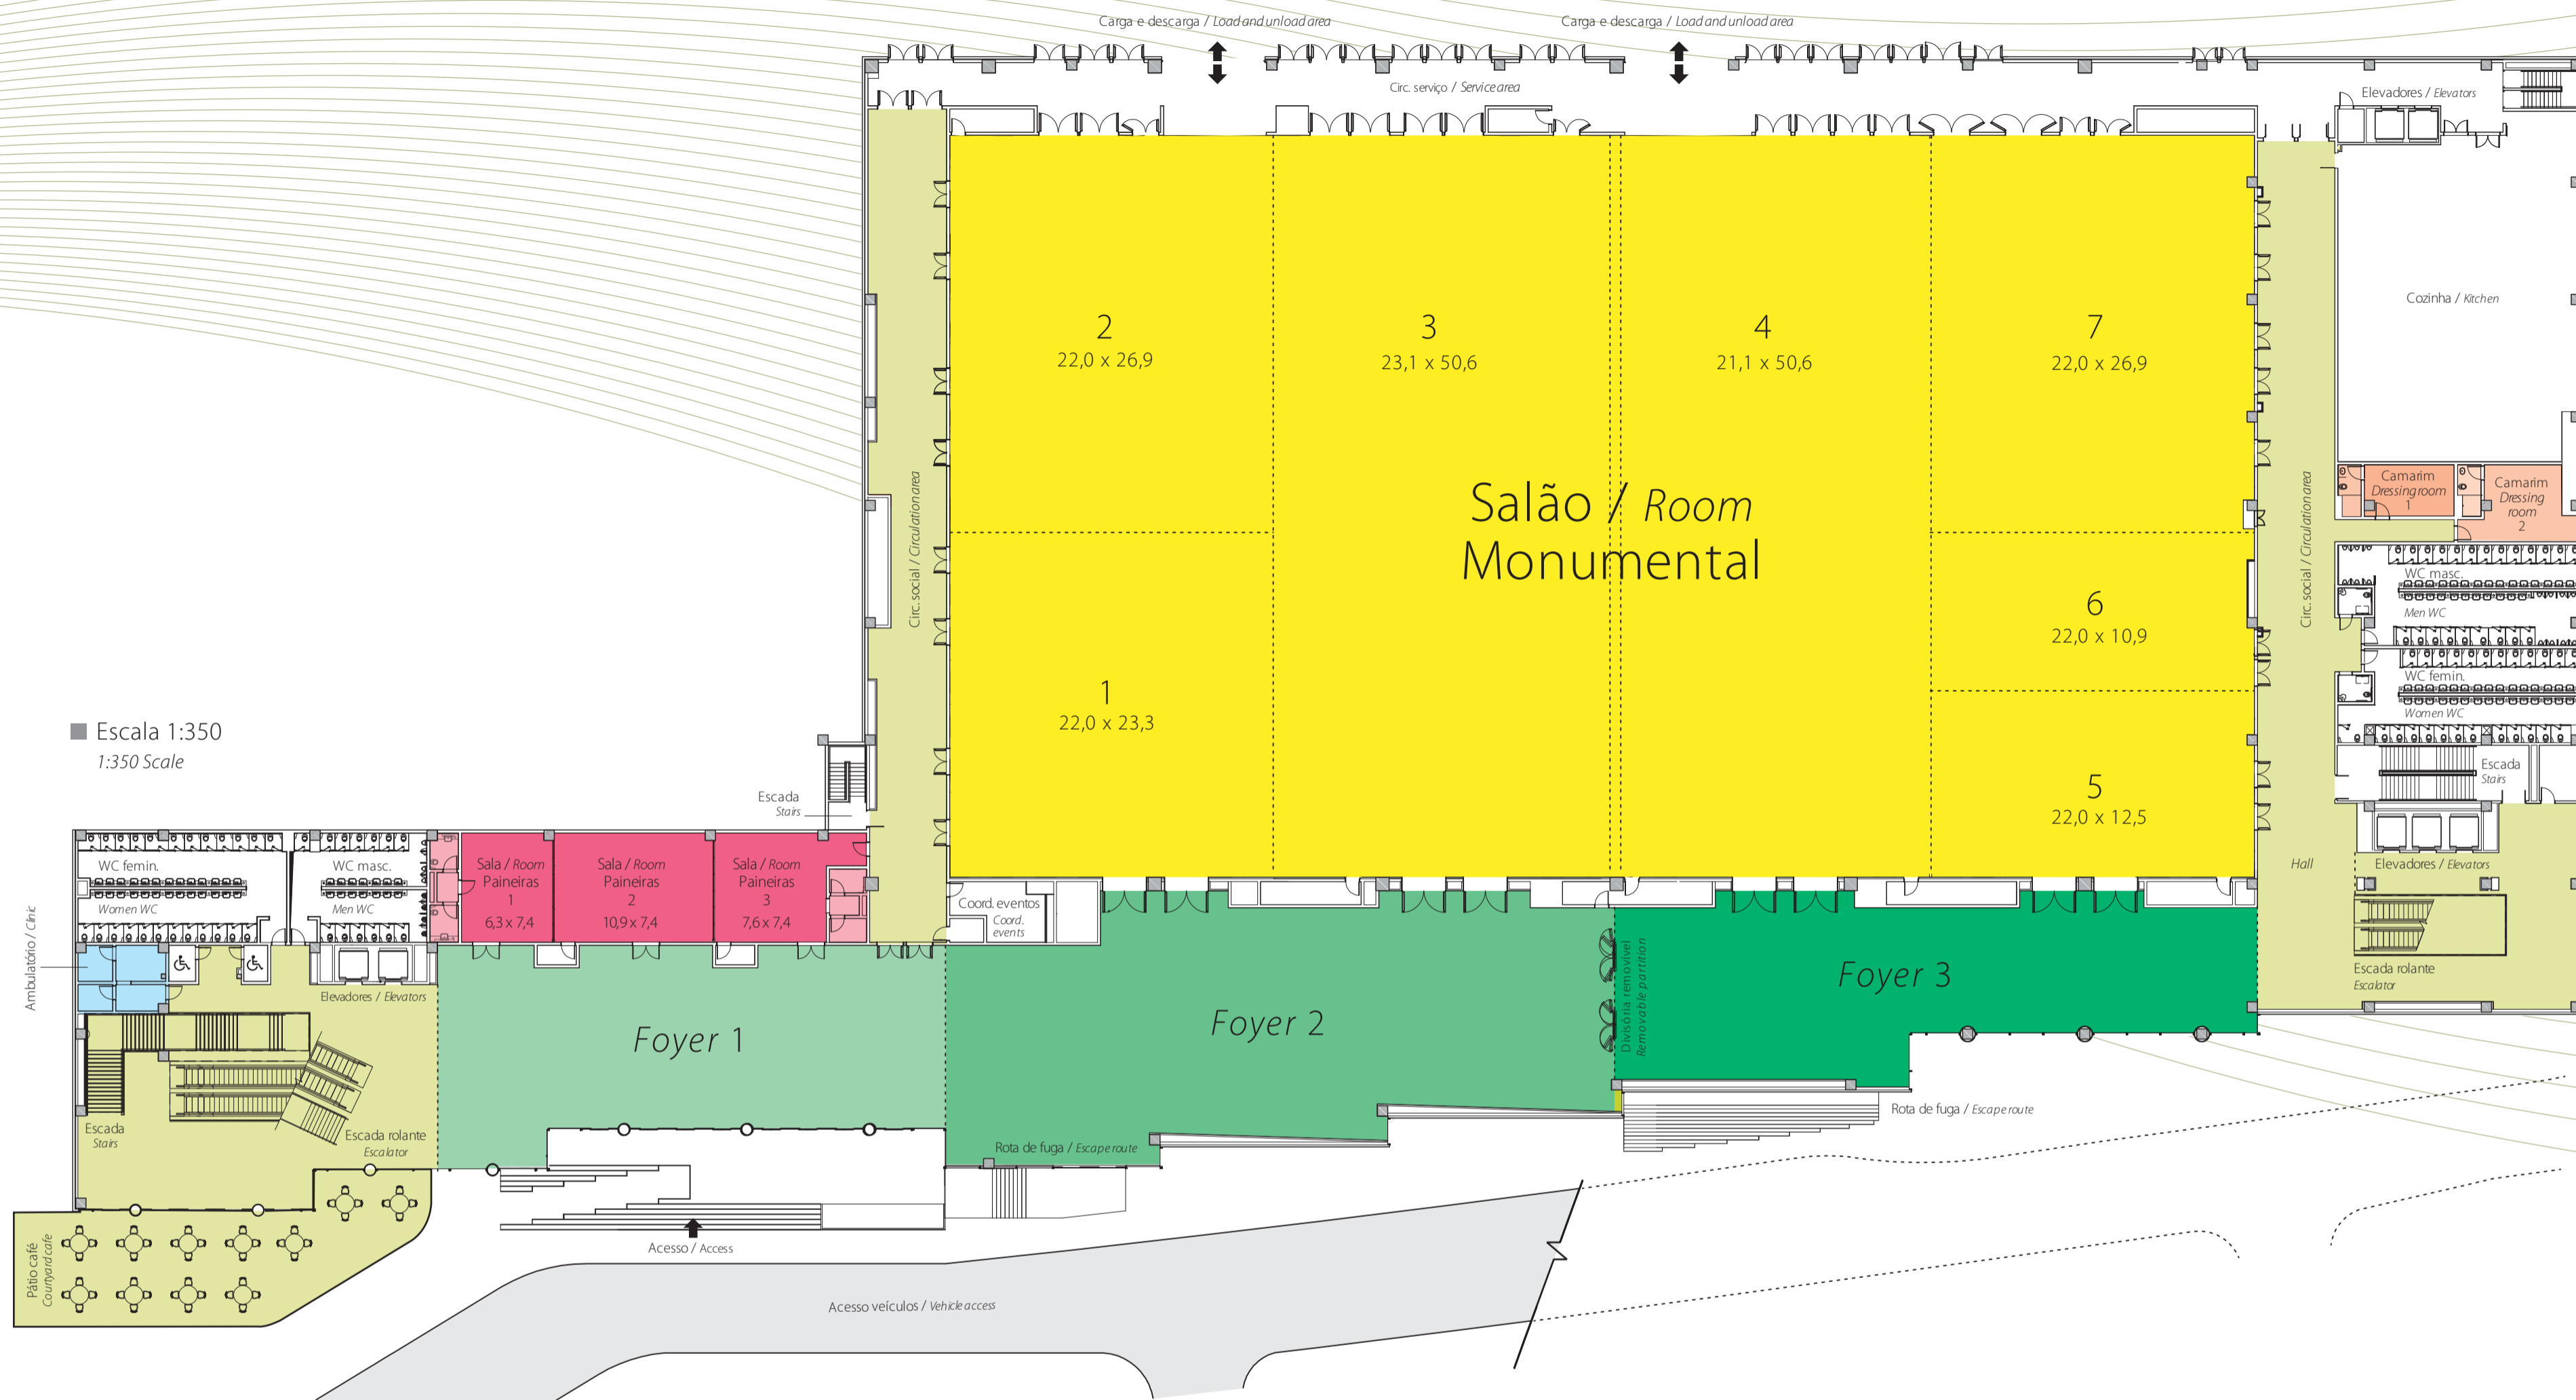 Carga e descarga / Load and unload area
Carga e descarga / Load and unload area
Circ. serviço / Service area
Elevadores / Elevators
2
22,0 x 26,9
3
23,1 x 50,6
4
21,1 x 50,6
7
22,0 x 26,9
Cozinha / Kitchen
Salão / Room
Monumental
Circ. social / Circulation area
Circ. social / Circulation area
Camarim
Dressing room
1
Camarim
Dressing
room
2
WC masc.
Men WC
WC femin.
Women WC
6
22,0 x 10,9
1
22,0 x 23,3
5
22,0 x 12,5
Escada
Stairs
Hall
Elevadores / Elevators
Escada rolante
Escalator
Escala 1:350
1:350 Scale
Escada
Stairs
WC femin.
Women WC
WC masc.
Men WC
Sala / Room
Paineiras
1
6,3 x 7,4
Sala / Room
Paineiras
2
10,9 x 7,4
Sala / Room
Paineiras
3
7,6 x 7,4
Coord. eventos
Coord.
events
Ambulatório / Clinic
Elevadores / Elevators
Foyer 1
Foyer 2
Divisória removível
Removable partition
Foyer 3
Escada
Stairs
Escada rolante
Escalator
Rota de fuga / Escape route
Rota de fuga / Escape route
Pátio café
Courtyard cafe
Acesso / Access
Acesso veículos / Vehicle access